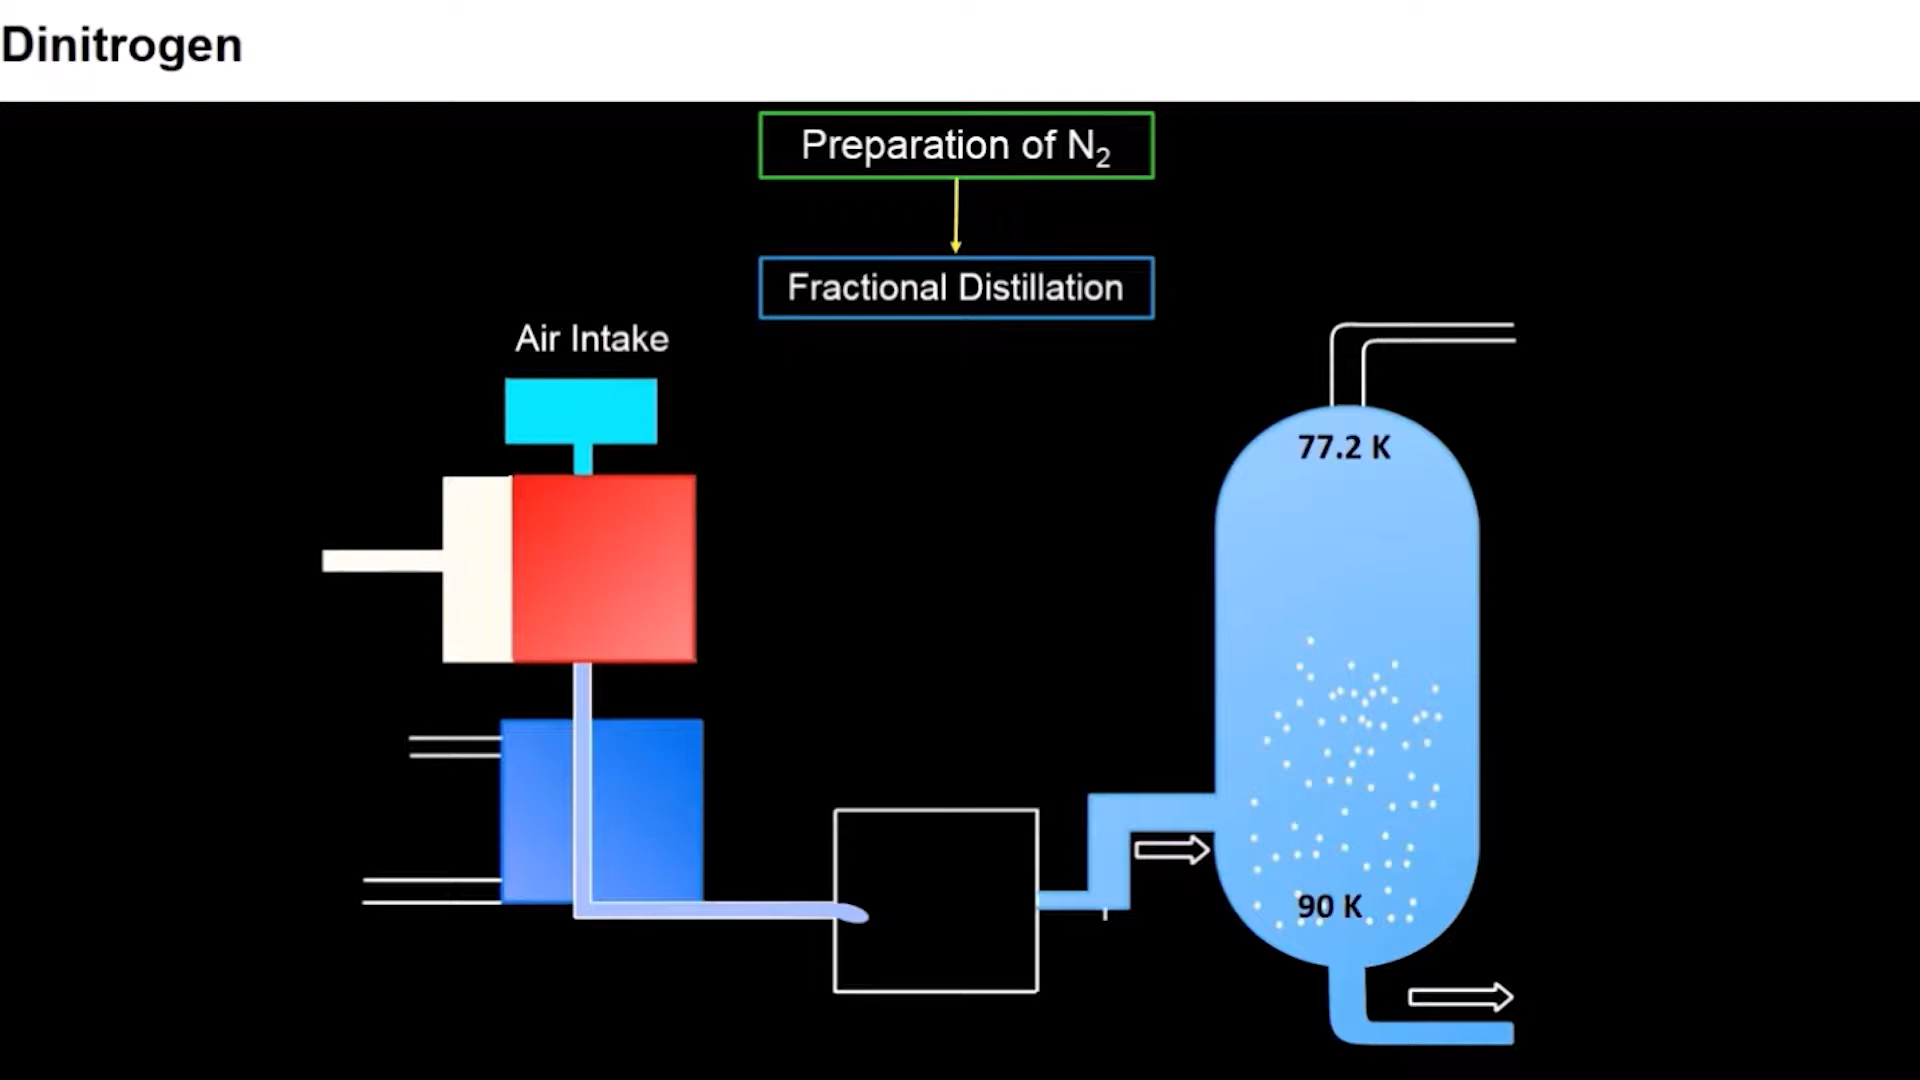 Dinitrogen
Preparation of N₂
Fractional Distillation
Air Intake
77.2 K
90 K